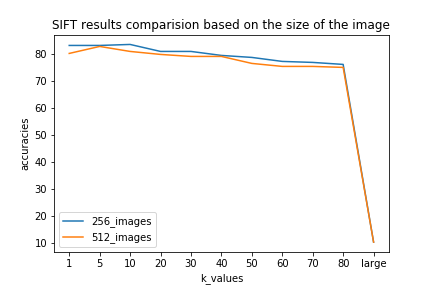 SIFT results comparision based on the size of the image
accuracies
80
70
60
50
40
30
20
10
256_images
512_images
1 5 10 20 30 40 50 60 70 80 large
k_values